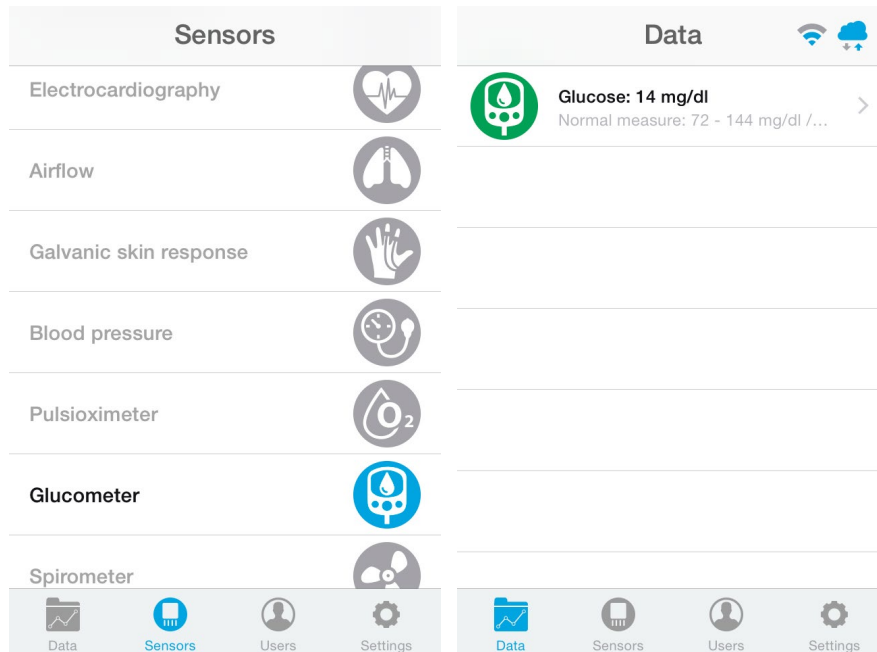 Sensors
Electrocardiography
Airflow
Galvanic skin response
Blood pressure
Pulsioximeter
O2
Glucometer
Spirometer
Data
Sensors
Users
Settings
Data
Glucose: 14 mg/dl
Normal measure: 72 - 144 mg/dl /...
Data
Sensors
Users
Settings